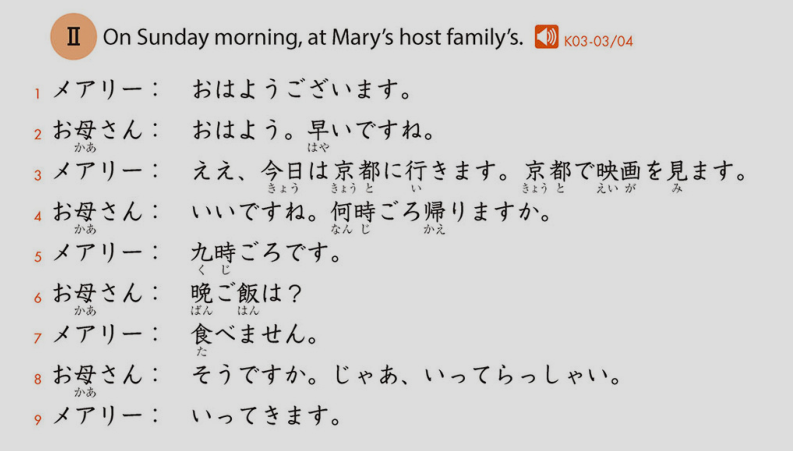 II On Sunday morning, at Mary's host family's. K03-03/04
1 メアリー： おはようございます。
2 お母さん： おはよう。早いですね。
かあ はや
3 メアリー： ええ、今日は京都に行きます。京都で映画を見ます。
きょう きょう と い きょう と えい が み
4 お母さん： いいですね。何時ごろ帰りますか。
かあ なん じ かえ
5 メアリー： 九時ごろです。
く じ
6 お母さん： 晩ご飯は？
かあ ばん はん
7 メアリー： 食べません。
た
8 お母さん： そうですか。じゃあ、いってらっしゃい。
かあ
9 メアリー： いってきます。